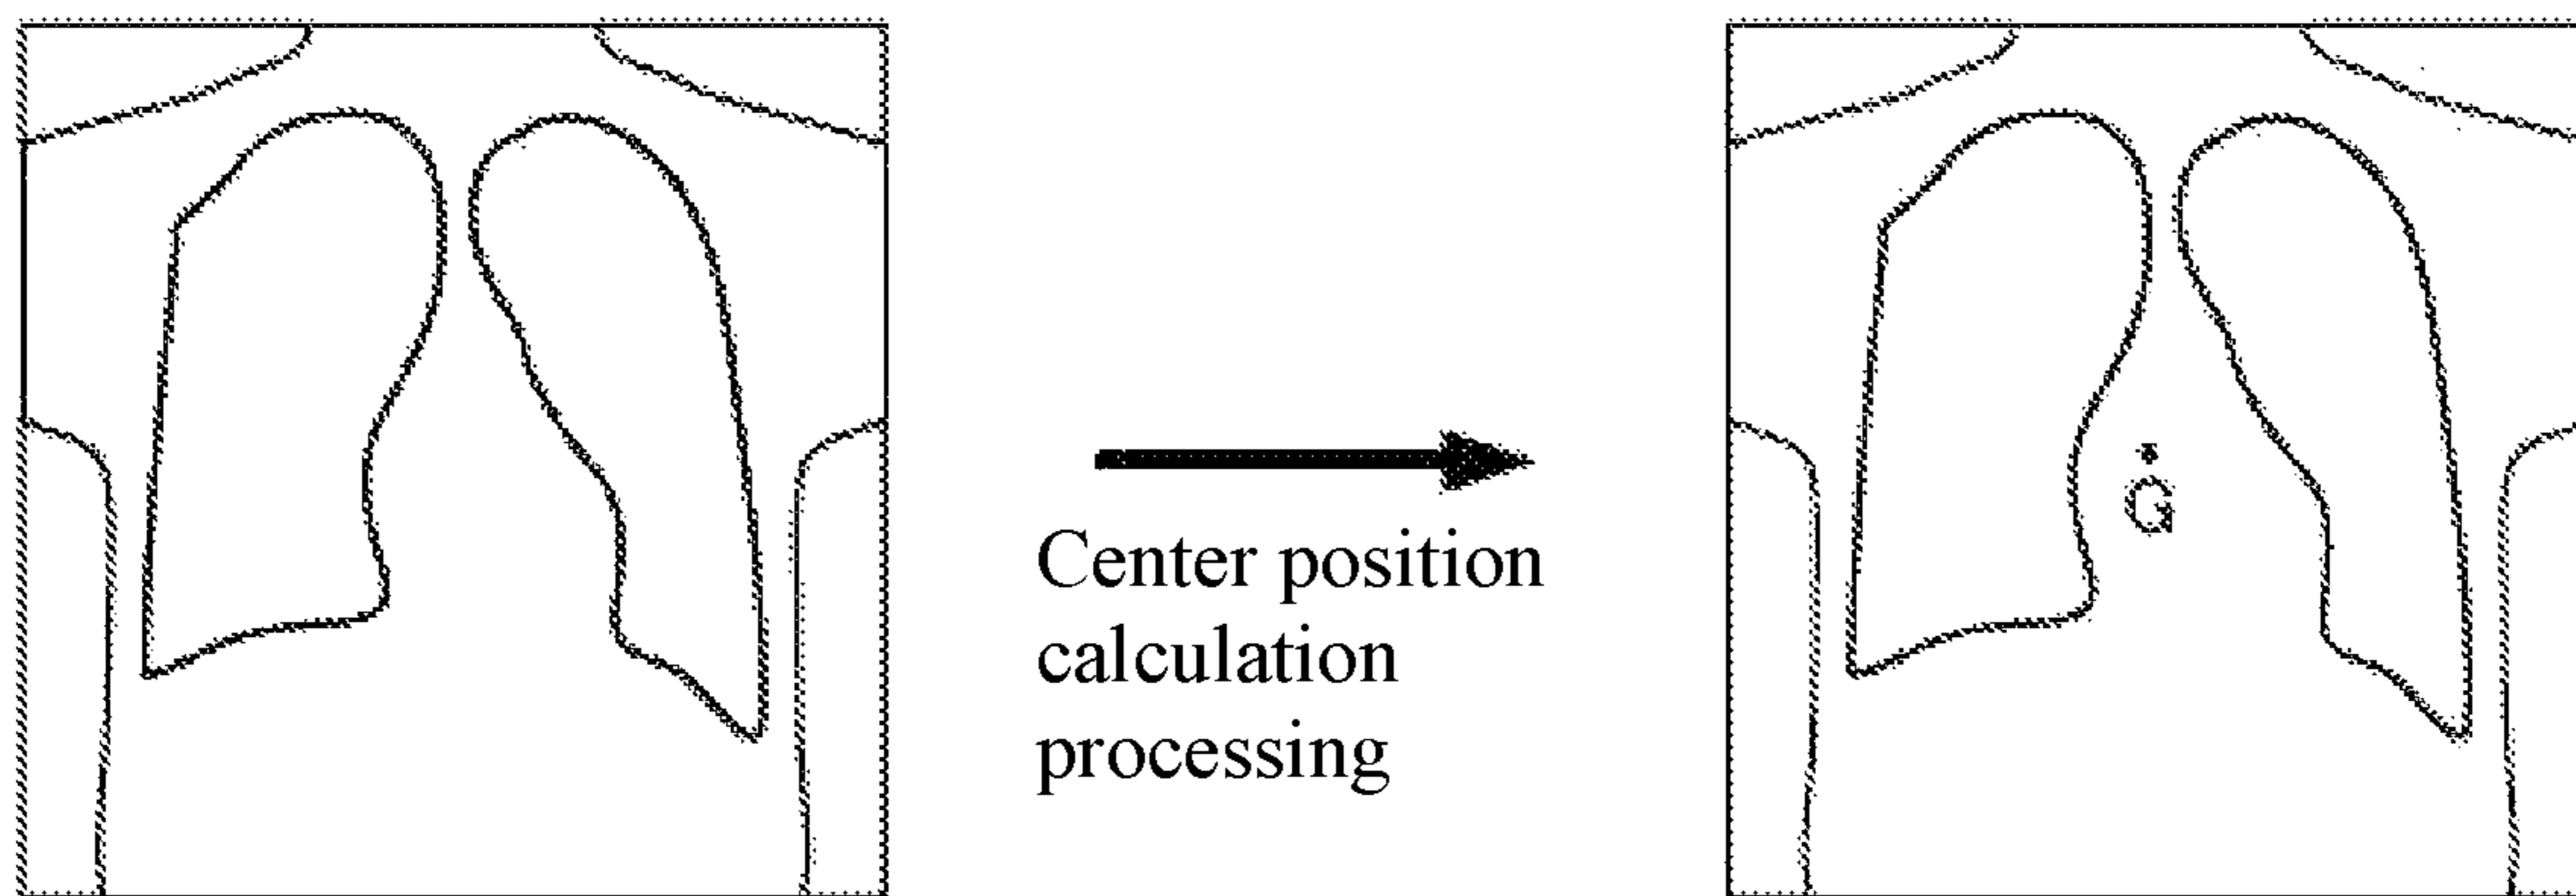 Center position
calculation
processing
G